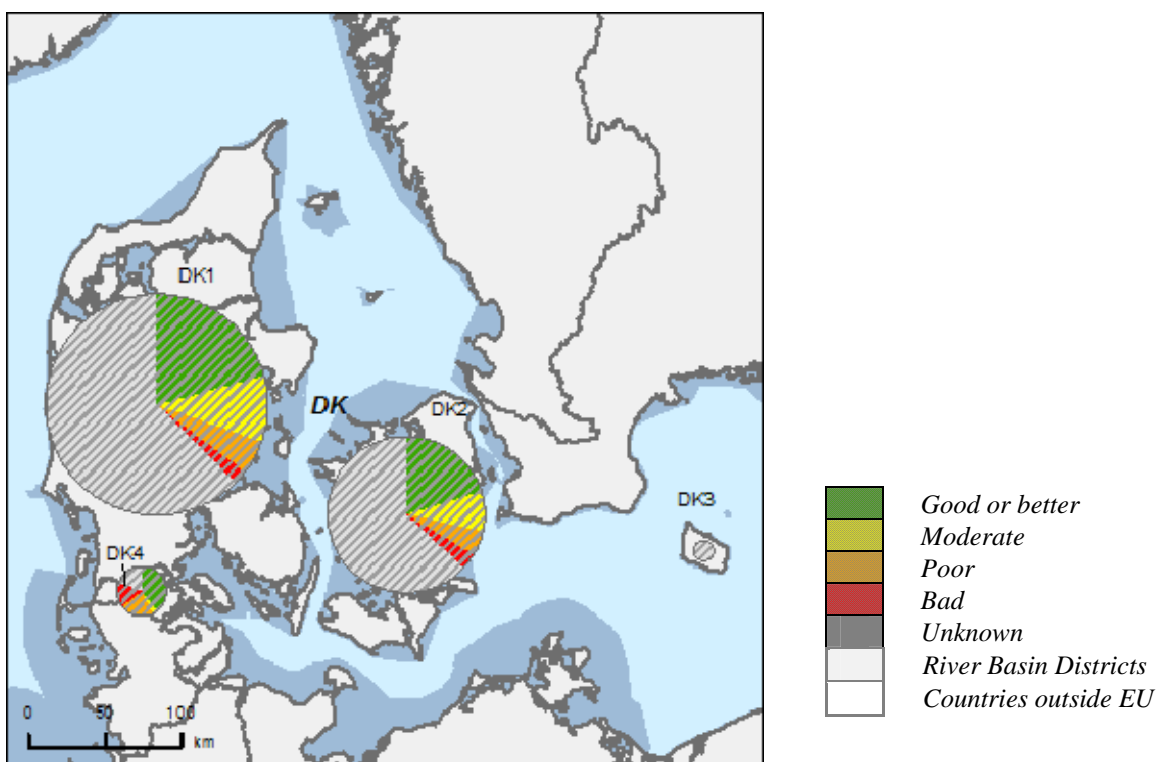 DK1
DK
DK2
DK3
DK4
0 50 100
km
Good or better
Moderate
Poor
Bad
Unknown
River Basin Districts
Countries outside EU